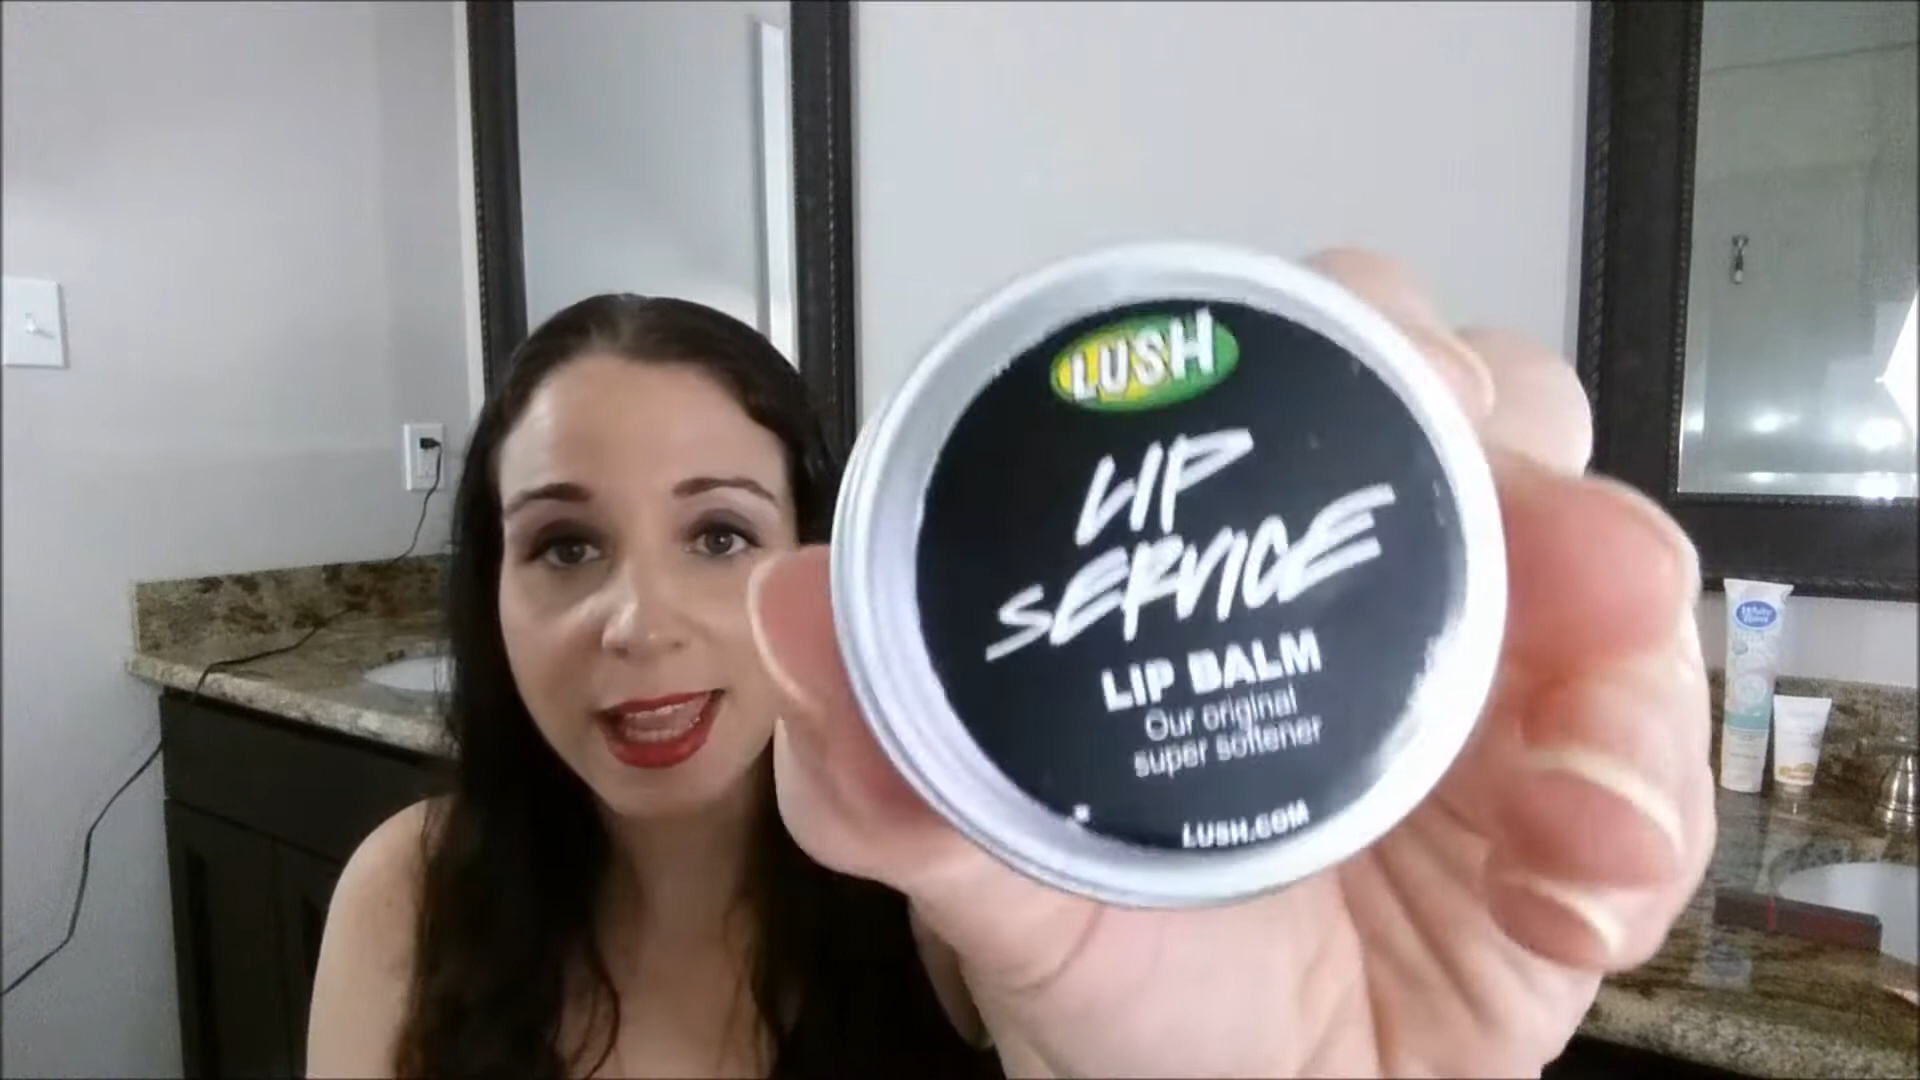 LUSH
LIP
SERVICE
LIP BALM
Our original
super softener
LUSH.COM